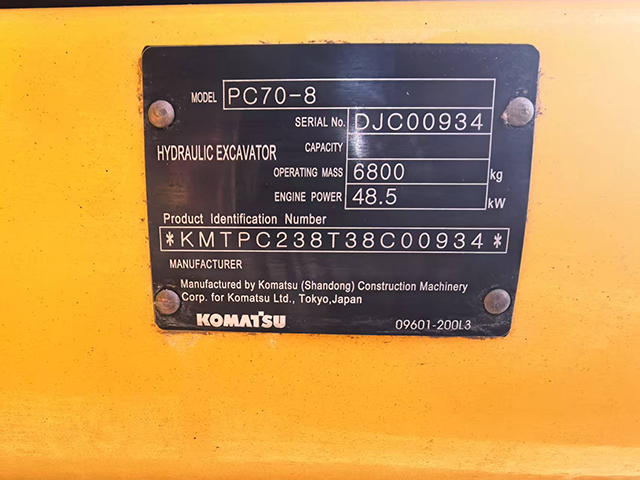 MODEL PC70-8
SERIAL No. DJC00934
HYDRAULIC EXCAVATOR
CAPACITY
OPERATING MASS 6800 kg
ENGINE POWER 48.5 kW
Product Identification Number
*KMTPC238T38C00934*
MANUFACTURER
Manufactured by Komatsu (Shandong) Construction Machinery
Corp. for Komatsu Ltd., Tokyo,Japan
KOMATSU 09601-200L3